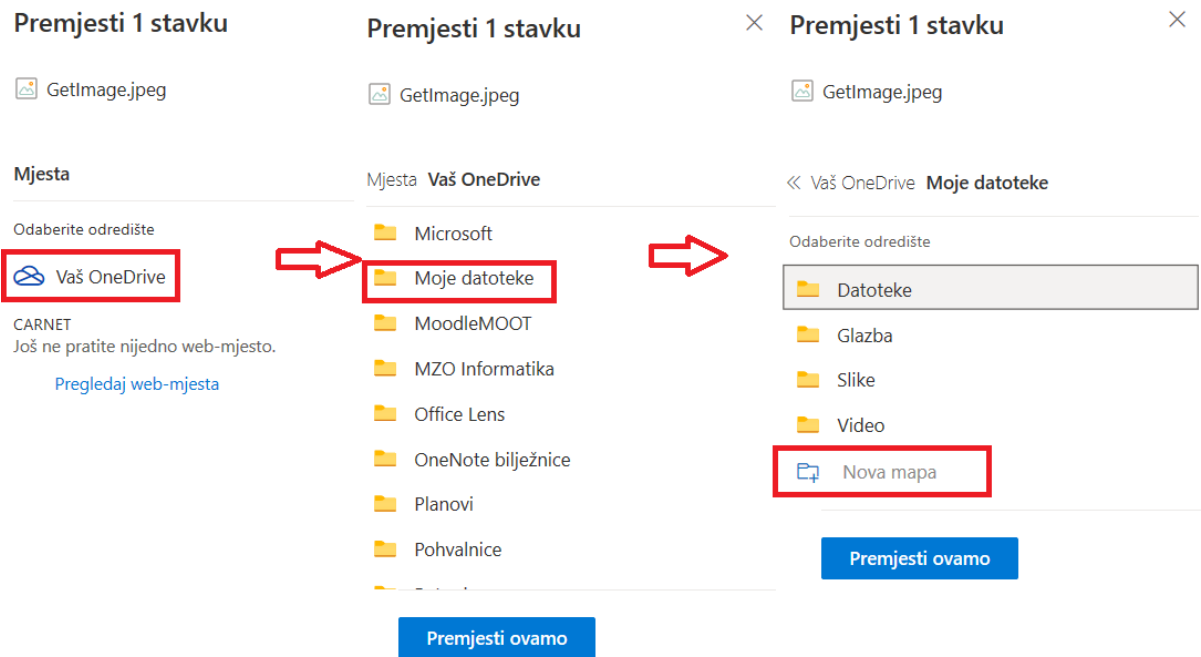 Premjesti 1 stavku
GetImage.jpeg
Mjesta
Odaberite odredište
Vaš OneDrive
CARNET
Još ne pratite nijedno web-mjesto.
Pregledaj web-mjesta
Premjesti 1 stavku
GetImage.jpeg
Mjesta Vaš OneDrive
Microsoft
Moje datoteke
MoodleMOOT
MZO Informatika
Office Lens
OneNote bilježnice
Planovi
Pohvalnice
Premjesti ovamo
Premjesti 1 stavku
GetImage.jpeg
Vaš OneDrive Moje datoteke
Odaberite odredište
Datoteke
Glazba
Slike
Video
Nova mapa
Premjesti ovamo